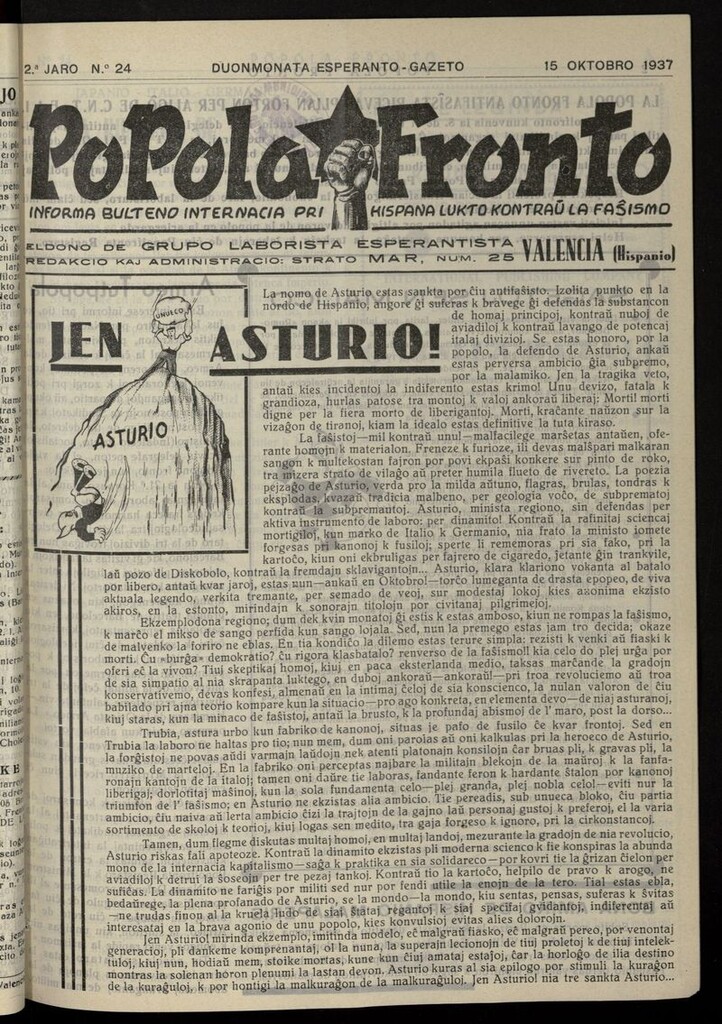 2.ª JARO N.º 24 DUONMONATA ESPERANTO-GAZETO 15 OKTOBRO 1937
PoPola Fronto
INFORMA BULTENO INTERNACIA PRI HISPANA LUKTO KONTRAŬ LA FAŜISMO
ELDONO DE GRUPO LABORISTA ESPERANTISTA VALENCIA (Hispanio)
REDAKCIO KAJ ADMINISTRACIO: STRATO MAR, NUM. 25
JEN ASTURIO!
UNUECO
ASTURIO
La nomo de Asturio estas sankta por ĉiu antifaŝisto. Izolita punkto en la
nordo de Hispanio, angore ĝi suferas k bravege ĝi defendas la substancon
de homaj principoj, kontraŭ nuboj de
aviadiloj k kontraŭ lavango de potencaj
italaj divizioj. Se estas honoro, por la
popolo, la defendo de Asturio, ankaŭ
estas perversa ambicio ĝia subpremo,
por la malamiko. Jen la tragika veto,
antaŭ kies incidentoj la indiferento estas krimo! Unu devizo, fatala k
grandioza, hurlas patose tra montoj k valoj ankoraŭ liberaj: Morti! morti
digne per la fiera morto de liberigantoj. Morti, kraĉante naŭzon sur la
vizaĝon de tiranoj, kiam la idealo estas definitive la tuta kiraso.
La faŝistoj—mil kontraŭ unu!—malfacilege marŝetas antaŭen, ofe-
rante homojn k materialon. Freneze k furioze, ili devas malŝpari malkaran
sangon k multekostan fajron por povi ekpaŝi konkere sur pinto de roko,
tra mizera strato de vilaĝo aŭ preter humila flueto de rivereto. La poezia
pejzaĝo de Asturio, verda pro la milda aŭtuno, flagras, brulas, tondras k
eksplodas, kvazaŭ tradicia malbeno, per geologia voĉo, de subprematoj
kontraŭ la subpremantoj. Asturio, minista regiono, sin defendas per
aktiva instrumento de laboro: per dinamito! Kontraŭ la rafinitaj sciencaj
mortigiloj, kun marko de Italio k Germanio, nia frato la ministo iomete
forgesas pri kanonoj k fusiloj; sperte li rememoras pri sia fako, pri la
kartoĉo, kiun oni ekbruligas per fajrero de cigaredo, ĵetante ĝin trankvile,
laŭ pozo de Diskobolo, kontraŭ la fremdajn sklavigantojn... Asturio, klara klariono vokanta al batalo
por libero, antaŭ kvar jaroj, estas nun—ankaŭ en Oktobro!—torĉo lumeganta de drasta epopeo, de viva
aktuala legendo, verkita tremante, per semado de veoj, sur modestaj lokoj kies anonima ekzisto
akiros, en la estonto, mirindajn k sonorajn titolojn por civitanaj pilgrimejoj.
Ekzemplodona regiono; dum dek kvin monatoj ĝi estis k estas amboso, kiun ne rompas la faŝismo,
k marĉo el mikso de sango perfida kun sango lojala. Sed, nun la premego estas jam tro decida; okaze
de malvenko la foriro ne eblas. En tia kondiĉo la dilemo estas terure simpla: rezisti k venki aŭ fiaski k
morti. Ĉu »burĝa» demokratio? ĉu rigora klasbatalo? renverso de la faŝismo!! kia celo do plej urĝa por
oferi eĉ la vivon? Tiuj skeptikaj homoj, kiuj en paca eksterlanda medio, taksas marĉande la gradojn
de sia simpatio al nia skrapanta luktego, en duboj ankoraŭ—ankoraŭ!—pri troa revoluciemo aŭ troa
konservativemo, devas konfesi, almenaŭ en la intimaj ĉeloj de sia konscienco, la nulan valoron de ĉiu
babilado pri ajna teorio kompare kun la situacio—pro ago konkreta, en elementa devo—de niaj asturanoj,
kiuj staras, kun la minaco de faŝistoj, antaŭ la brusto, k la profundaj abismoj de l' maro, post la dorso...
Trubia, astura urbo kun fabriko de kanonoj, situas je pafo de fusilo ĉe kvar frontoj. Sed en
Trubia la laboro ne haltas pro tio; nun mem, dum oni parolas aŭ oni kalkulas pri la heroeco de Asturio,
la forĝistoj ne povas aŭdi varmajn laŭdojn nek atenti platonajn konsilojn ĉar bruas pli, k gravas pli, la
muziko de marteloj. En la fabriko oni perceptas najbare la militajn blekojn de la maŭroj k la fanfa-
ronajn kantojn de la italoj; tamen oni daŭre tie laboras, fandante feron k hardante ŝtalon por kanonoj
liberigaj; dorlotitaj maŝinoj, kun la sola fundamenta celo—plej granda, plej nobla celo!—eviti nur la
triumfon de l' faŝismo; en Asturio ne ekzistas alia ambicio. Tie pereadis, sub unueca bloko, ĉiu partia
ambicio, ĉiu naiva aŭ lerta ambicio ĉizi la trajtojn de la gajno laŭ personaj gustoj k preferoj, el la varia
sortimento de skoloj k teorioj, kiuj logas sen medito, tra gaja forgeso k ignoro, pri la cirkonstancoj.
Tamen, dum flegme diskutas multaj homoj, en multaj landoj, mezurante la gradojn de nia revolucio,
Asturio riskas fali apoteoze. Kontraŭ la dinamito ekzistas pli moderna scienco k fie konspiras la abunda
mono de la internacia kapitalismo—saĝa k praktika en sia solidareco—por kovri tie la grizan ĉielon per
aviadiloj k detrui la ŝoseojn per tre pezaj tankoj. Kontraŭ tio la kartoĉo, helpilo de pravo k arogo, ne
sufiĉas. La dinamito ne fariĝis por militi sed nur por fendi utile la enojn de la tero. Tial estas ebla,
bedaŭrege, la plena profanado de Asturio, se la mondo—la mondo, kiu sentas, pensas, suferas k ŝvitas
—ne trudas finon al la kruela ludo de siaj ŝtataj regantoj k siaj specifaj gvidantoj, indiferentaj aŭ
interesataj en la brava agonio de unu popolo, kies konvulsioj evitas alies dolorojn.
Jen Asturio! mirinda ekzemplo, imitinda modelo, eĉ malgraŭ fiasko, eĉ malgraŭ pereo, por venontaj
generacioj, pli dankeme komprenantaj, ol la nuna, la superajn lecionojn de tiuj proletoj k de tiuj intelek-
tuloj, kiuj nun, hodiaŭ mem, stoike mortas, kune kun ĉiuj amataj estaĵoj, ĉar la horloĝo de ilia destino
montras la solenan horon plenumi la lastan devon. Asturio kuras al sia epilogo por stimuli la kuraĝon
de la kuraĝuloj, k por hontigi la malkuraĝon de la malkuraĝuloj. Jen Asturio! nia tre sankta Asturio...